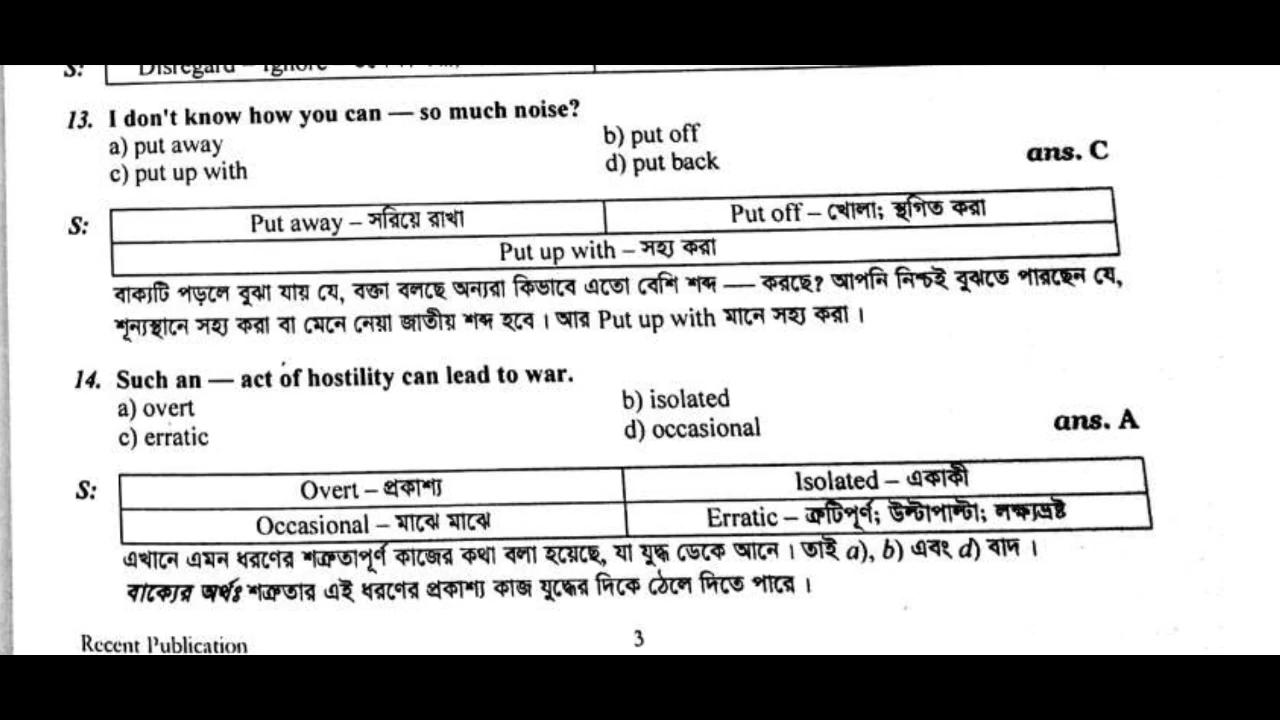 S: Disregard – Ignore –
13. I don't know how you can — so much noise?
a) put away b) put off
c) put up with d) put back ans. C
S: Put away – সরিয়ে রাখা Put off – খোলা; স্থগিত করা
Put up with – সহ্য করা
বাক্যটি পড়লে বুঝা যায় যে, বক্তা বলছে অন্যরা কিভাবে এতো বেশি শব্দ — করছে? আপনি নিশ্চই বুঝতে পারছেন যে,
শূন্যস্থানে সহ্য করা বা মেনে নেয়া জাতীয় শব্দ হবে। আর Put up with মানে সহ্য করা।
14. Such an — act of hostility can lead to war.
a) overt b) isolated
c) erratic d) occasional ans. A
S: Overt – প্রকাশ্য Isolated – একাকী
Occasional – মাঝে মাঝে Erratic – ত্রুটিপূর্ণ; উল্টাপাল্টা; লক্ষ্যভ্রষ্ট
এখানে এমন ধরণের শত্রুতাপূর্ণ কাজের কথা বলা হয়েছে, যা যুদ্ধ ডেকে আনে। তাই a), b) এবং d) বাদ।
বাক্যের অর্থঃ শত্রুতার এই ধরণের প্রকাশ্য কাজ যুদ্ধের দিকে ঠেলে দিতে পারে।
Recent Publication 3